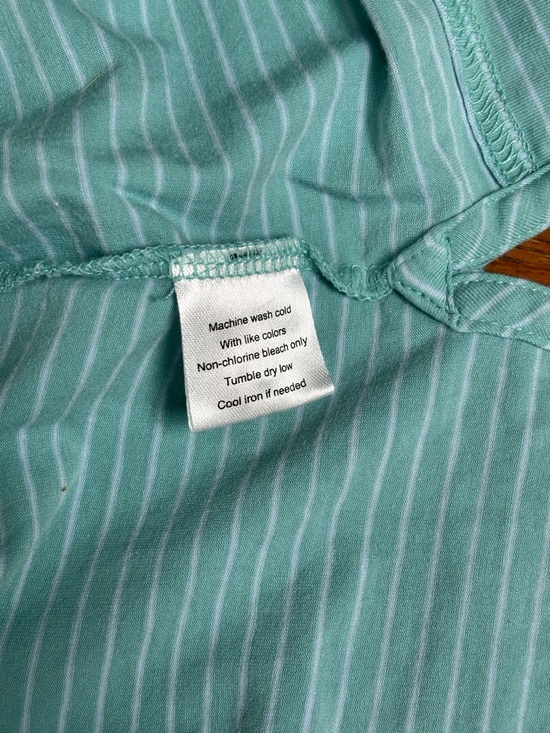 Machine wash cold
With like colors
Non-chlorine bleach only
Tumble dry low
Cool iron if needed